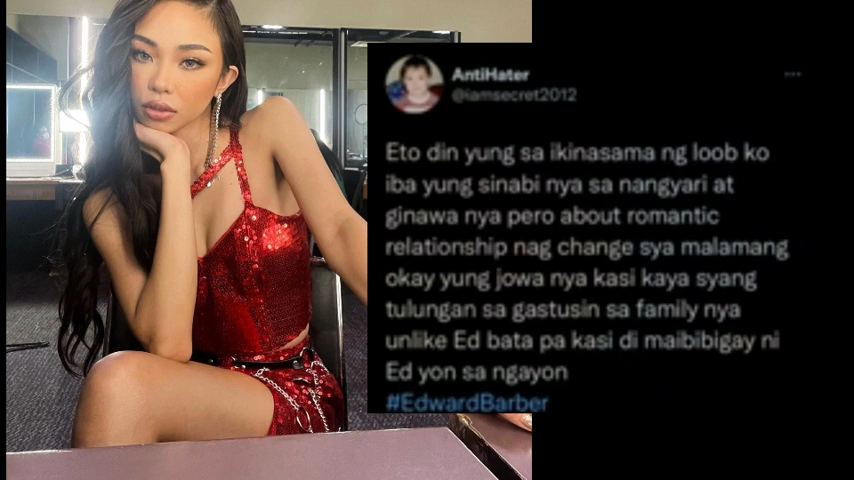 AntiHater
@iamsecret2012
Eto din yung sa ikinasama ng loob ko
iba yung sinabi nya sa nangyari at
ginawa nya pero about romantic
relationship nag change sya malamang
okay yung jowa nya kasi kaya syang
tulungan sa gastusin sa family nya
unlike Ed bata pa kasi di maibibigay ni
Ed yon sa ngayon
#EdwardBarber